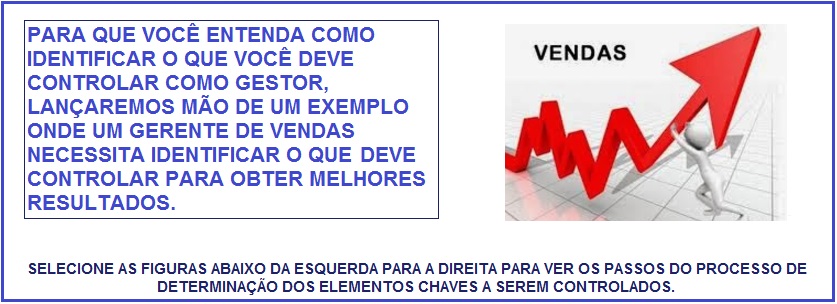 PARA QUE VOCÊ ENTENDA COMO
IDENTIFICAR O QUE VOCÊ DEVE
CONTROLAR COMO GESTOR,
LANÇAREMOS MÃO DE UM EXEMPLO
ONDE UM GERENTE DE VENDAS
NECESSITA IDENTIFICAR O QUE DEVE
CONTROLAR PARA OBTER MELHORES
RESULTADOS.
VENDAS
SELECIONE AS FIGURAS ABAIXO DA ESQUERDA PARA A DIREITA PARA VER OS PASSOS DO PROCESSO DE
DETERMINAÇÃO DOS ELEMENTOS CHAVES A SEREM CONTROLADOS.